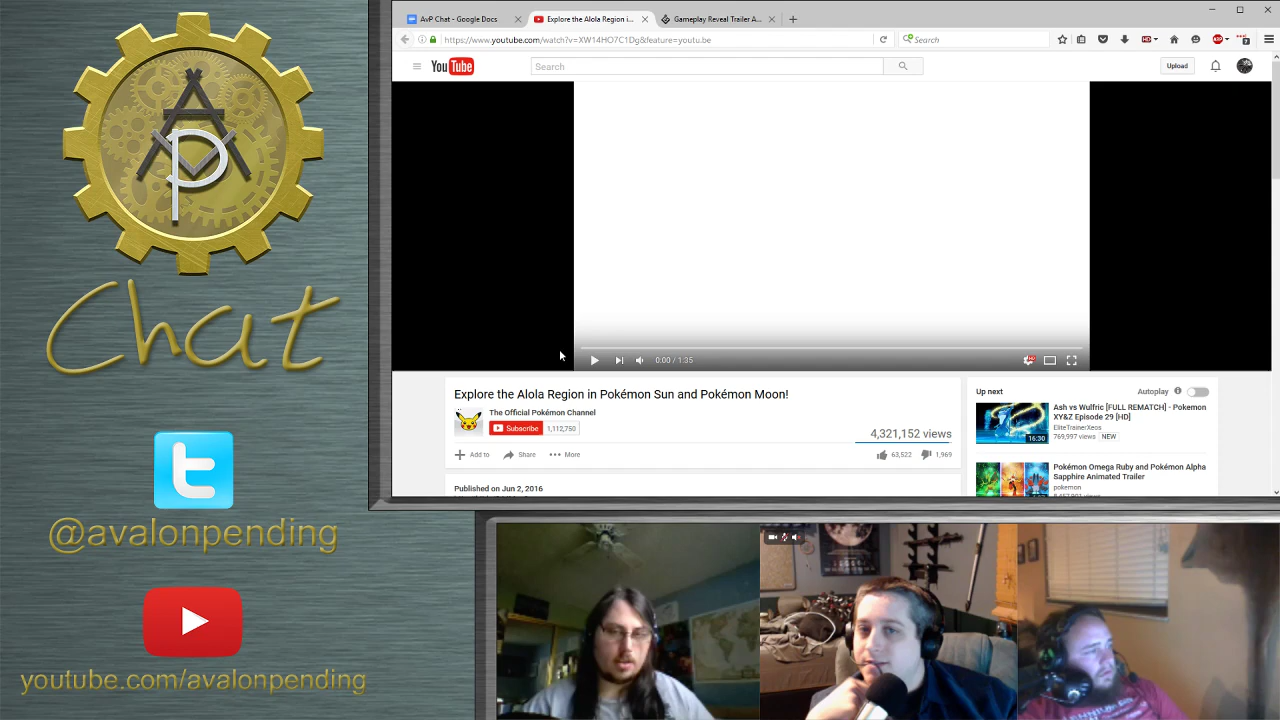 AP
Chat
@avalonpending
youtube.com/avalonpending
AvP Chat - Google Docs
Explore the Alola Region i...
Gameplay Reveal Trailer A...
https://www.youtube.com/watch?v=XW14HO7C1Dg&feature=youtu.be
Search
YouTube
Search
Upload
0:00 / 1:35
HD
Explore the Alola Region in Pokémon Sun and Pokémon Moon!
The Official Pokémon Channel
Subscribe 1,112,750
4,321,152 views
Add to Share More
63,522 1,969
Published on Jun 2, 2016
Up next Autoplay
Ash vs Wulfric [FULL REMATCH] - Pokemon
XY&Z Episode 29 [HD]
EliteTrainerXeos
769,997 views NEW
16:30
Pokémon Omega Ruby and Pokémon Alpha
Sapphire Animated Trailer
pokemon